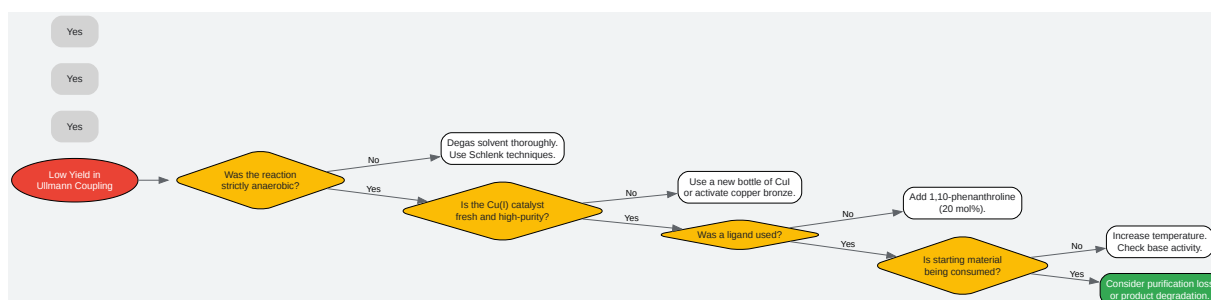 Yes
Yes
Yes
Low Yield in
Ullmann Coupling
Was the reaction
strictly anaerobic?
No
Degas solvent thoroughly.
Use Schlenk techniques.
Yes
Is the Cu(I) catalyst
fresh and high-purity?
No
Use a new bottle of CuI
or activate copper bronze.
Yes
Was a ligand used?
No
Add 1,10-phenanthroline
(20 mol%).
Yes
Is starting material
being consumed?
No
Increase temperature.
Check base activity.
Yes
Consider purification loss
or product degradation.